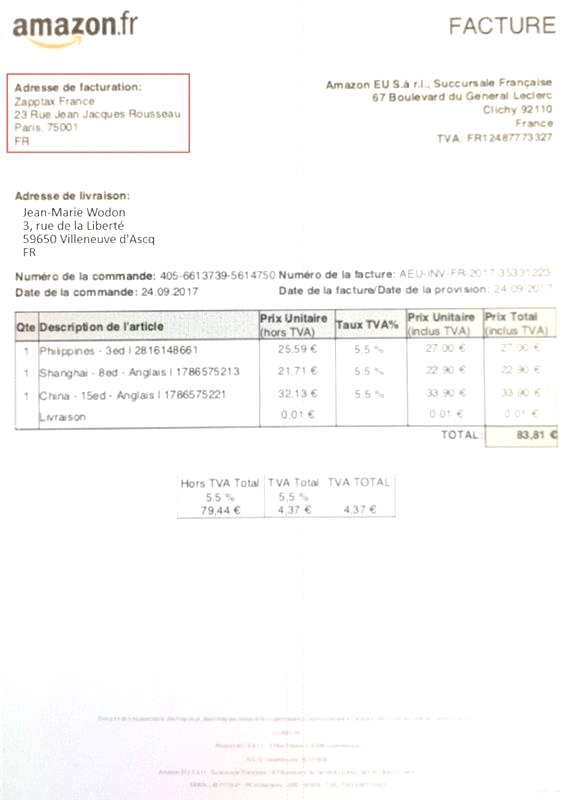 amazon.fr
FACTURE
Adresse de facturation:
Zapptax France
23 Rue Jean Jacques Rousseau
Paris, 75001
FR
Amazon EU S.à r.l., Succursale Française
67 Boulevard du General Leclerc
Clichy 92110
France
TVA: FR12487773327
Adresse de livraison:
Jean-Marie Wodon
3, rue de la Liberté
59650 Villeneuve d'Ascq
FR
Numéro de la commande: 405-6613739-5614750 Numéro de la facture: AEU-INV-FR-2017-35331223
Date de la commande: 24.09.2017 Date de la facture/Date de la provision: 24.09.2017
Qte Description de l'article Prix Unitaire (hors TVA) Taux TVA% Prix Unitaire (inclus TVA) Prix Total (inclus TVA)
1 Philippines - 3ed | 2816148661 25.59 € 5.5 % 27.00 € 27.00 €
1 Shanghai - 8ed - Anglais | 1786575213 21.71 € 5.5 % 22.90 € 22.90 €
1 China - 15ed - Anglais | 1786575221 32.13 € 5.5 % 33.90 € 33.90 €
Livraison 0.01 € 0.01 € 0.01 €
TOTAL: 83,81 €
Hors TVA Total TVA Total TVA TOTAL
5,5 % 5,5 %
79,44 € 4,37 € 4,37 €